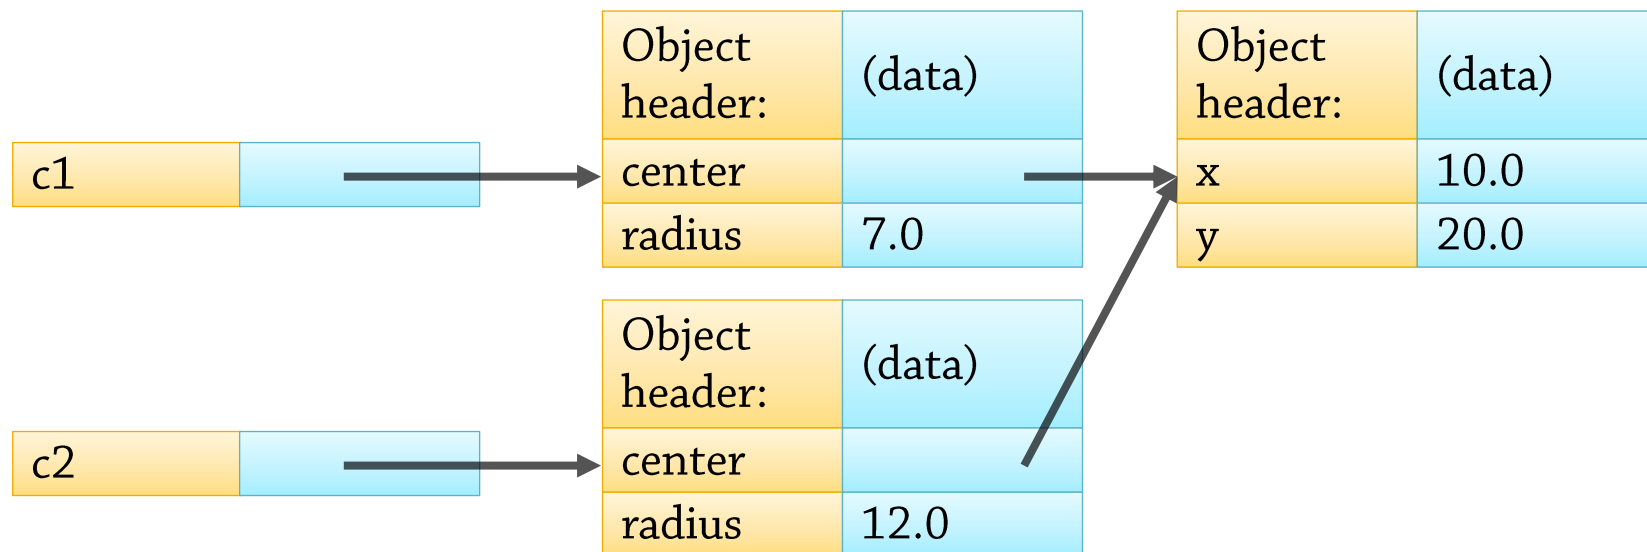 c1
Object
header:
(data)
center
radius 7.0
Object
header:
(data)
x 10.0
y 20.0
c2
Object
header:
(data)
center
radius 12.0